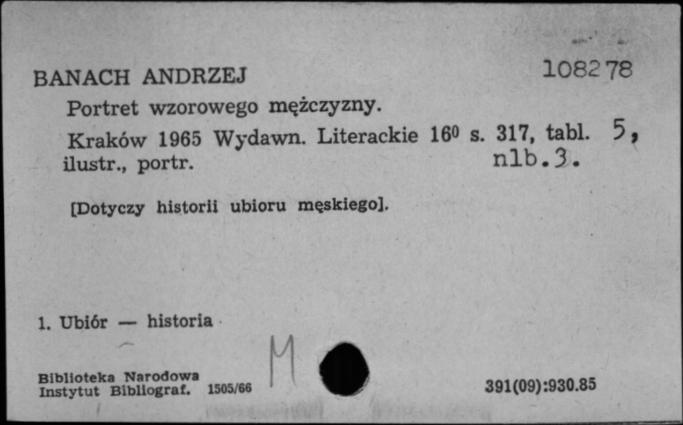 BANACH ANDRZEJ 108278
Portret wzorowego mężczyzny.
Kraków 1965 Wydawn. Literackie 16⁰ s. 317, tabl. 5,
ilustr., portr. nlb.3.
[Dotyczy historii ubioru męskiego].
1. Ubiór — historia
M
Biblioteka Narodowa
Instytut Bibliograf. 1505/66 391(09):930.85